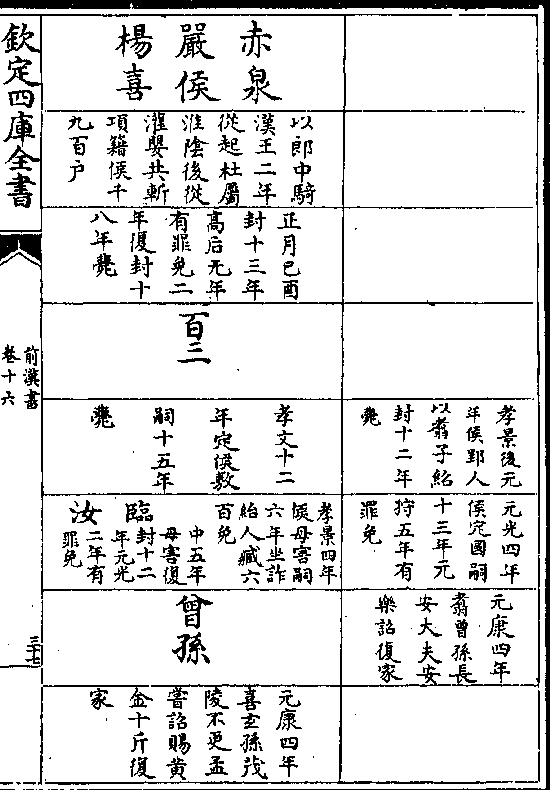 孝景後元
年侯郢人
以翕子紹
封十二年
薨
元光四年
侯定國嗣
十三年元
狩五年有
罪免
元康四年
翕曾孫長
安大夫安
樂詔復家
赤泉
嚴侯
楊喜
以郎中騎
漢王二年
從起杜屬
淮隂後從
灌嬰共斬
項籍侯千
九百户
正月己酉
封十三年
髙后元年
有罪免二
年復封十
八年薨
百三
孝文十二
年定侯敷
嗣十五年
薨
孝景四年
侯毋害嗣
六年坐詐
紿人臧六
百免
臨汝
中五年
毋害復
封十二
年元光
二年有
罪免
曾孫
元康四年
喜𤣥孫茂
陵不更孟
嘗詔賜黄
金十斤復
家
欽定四庫全書
前漢書
卷十六
三十七